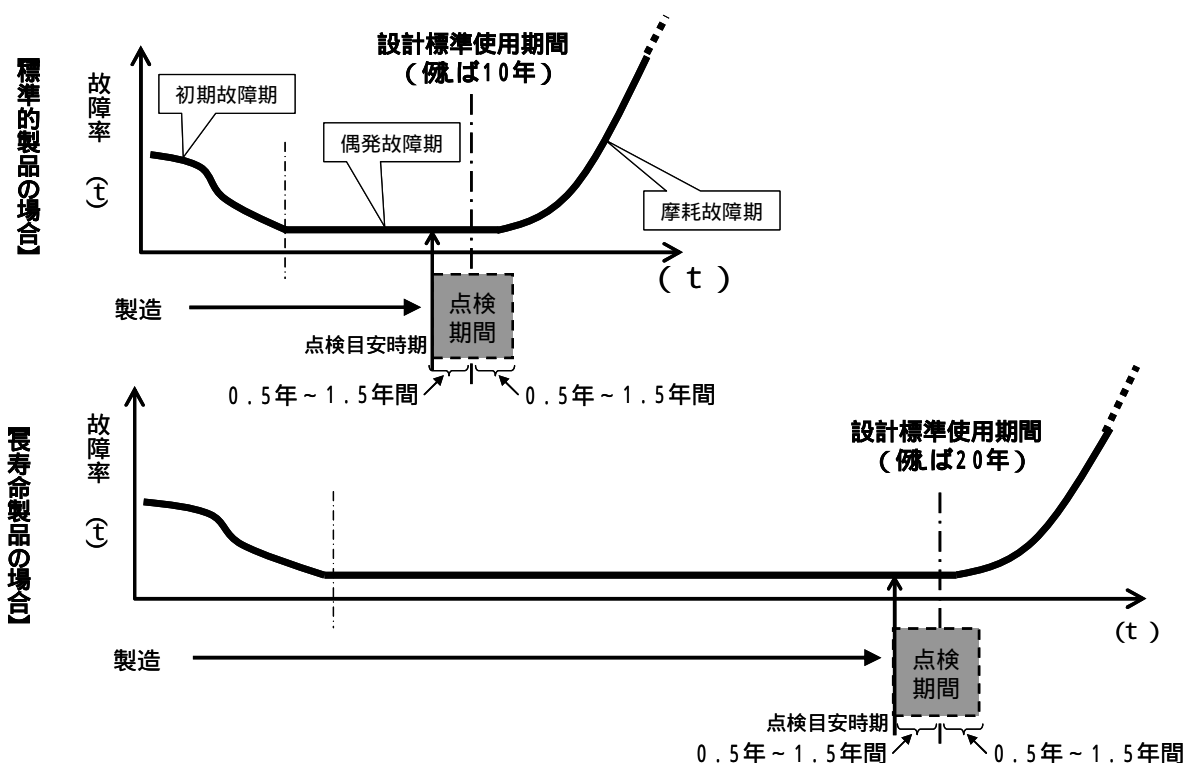 【標準的製品の場合】
設計標準使用期間
（例えば10年）
故障率
(t)
初期故障期
偶発故障期
摩耗故障期
(t)
製造
点検
期間
点検目安時期
0.5年~1.5年間
0.5年~1.5年間
【長寿命製品の場合】
設計標準使用期間
（例えば20年）
故障率
(t)
(t)
製造
点検
期間
点検目安時期
0.5年~1.5年間
0.5年~1.5年間